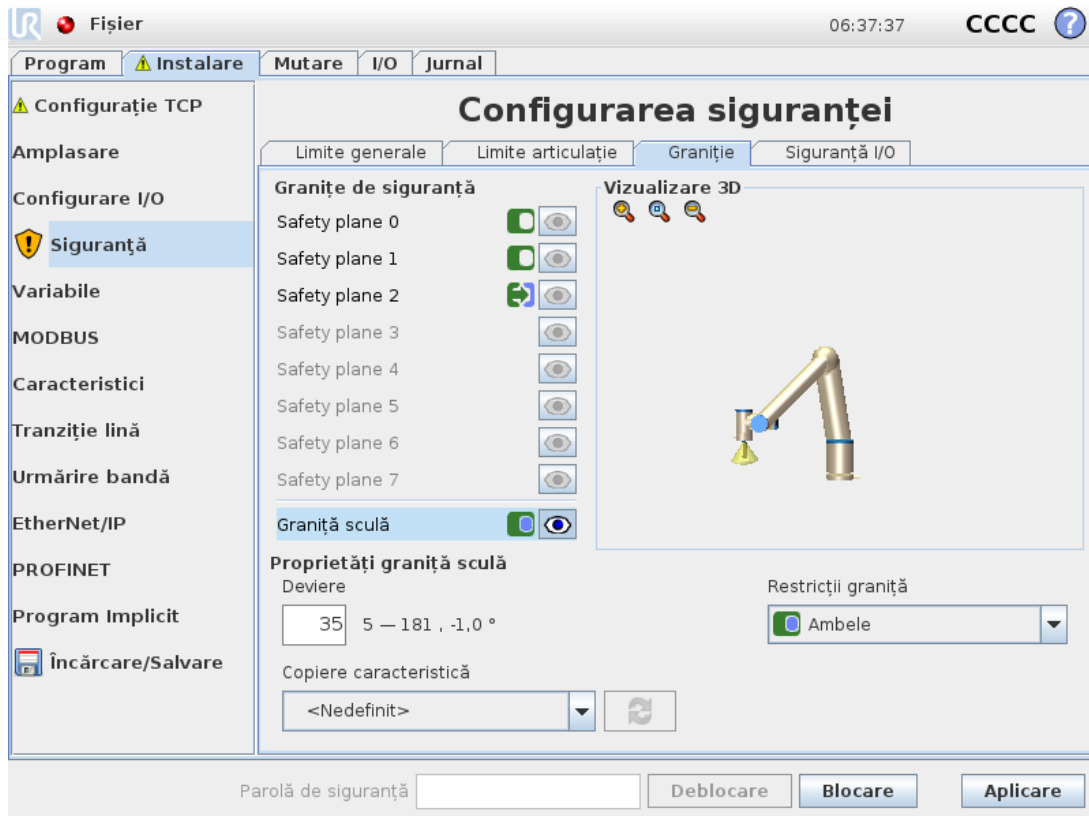 UR Fișier 06:37:37 CCCC ?
Program Instalare Mutare I/O Jurnal
Configurație TCP
Amplasare
Configurare I/O
Siguranță
Variabile
MODBUS
Caracteristici
Tranziție lină
Urmărire bandă
EtherNet/IP
PROFINET
Program Implicit
Încărcare/Salvare
Configurarea siguranței
Limite generale Limite articulație Graniție Siguranță I/O
Granițe de siguranță
Safety plane 0
Safety plane 1
Safety plane 2
Safety plane 3
Safety plane 4
Safety plane 5
Safety plane 6
Safety plane 7
Graniță sculă
Vizualizare 3D
Proprietăți graniță sculă
Deviere
35 5 — 181 , -1,0 °
Restricții graniță
Ambele
Copiere caracteristică
<Nedefinit>
Parolă de siguranță Deblocare Blocare Aplicare